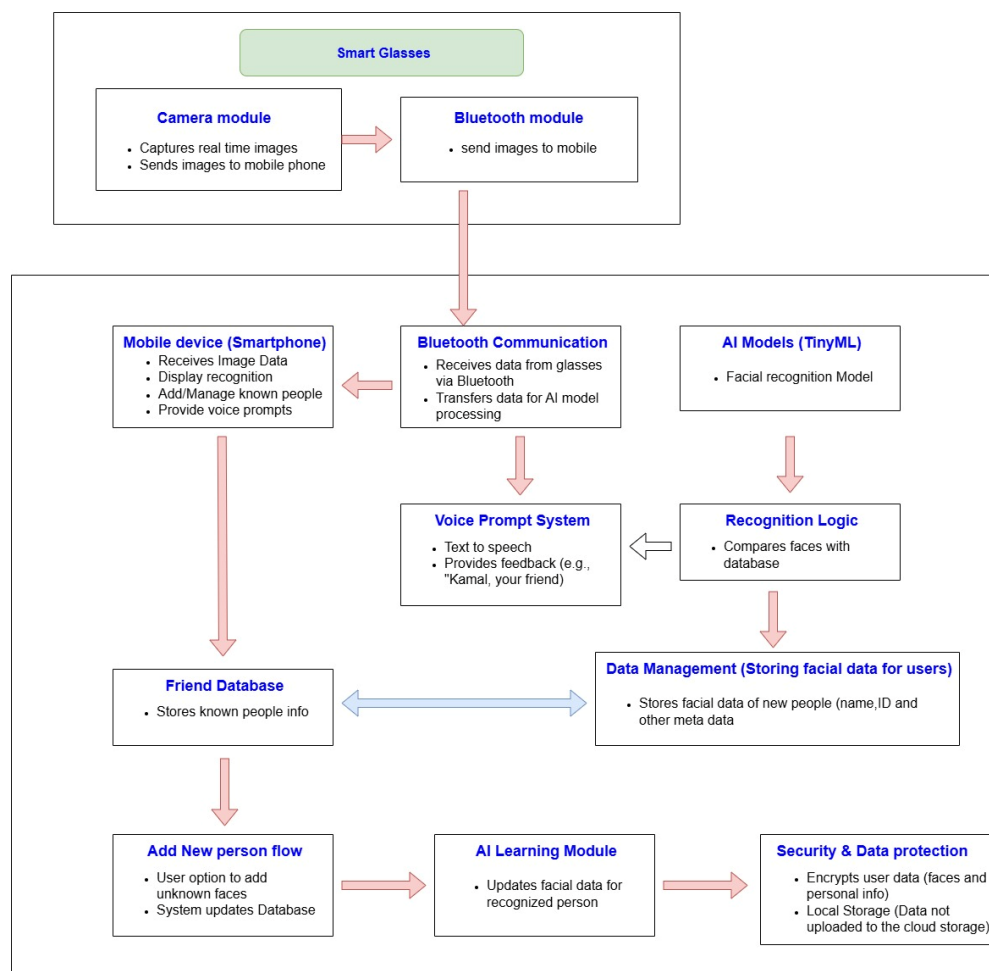 Smart Glasses
Camera module
Captures real time images
Sends images to mobile phone
Bluetooth module
send images to mobile
Mobile device (Smartphone)
Receives Image Data
Display recognition
Add/Manage known people
Provide voice prompts
Bluetooth Communication
Receives data from glasses
via Bluetooth
Transfers data for AI model
processing
AI Models (TinyML)
Facial recognition Model
Voice Prompt System
Text to speech
Provides feedback (e.g.,
"Kamal, your friend)
Recognition Logic
Compares faces with
database
Friend Database
Stores known people info
Data Management (Storing facial data for users)
Stores facial data of new people (name,ID and
other meta data
Add New person flow
User option to add
unknown faces
System updates Database
AI Learning Module
Updates facial data for
recognized person
Security & Data protection
Encrypts user data (faces and
personal info)
Local Storage (Data not
uploaded to the cloud storage)